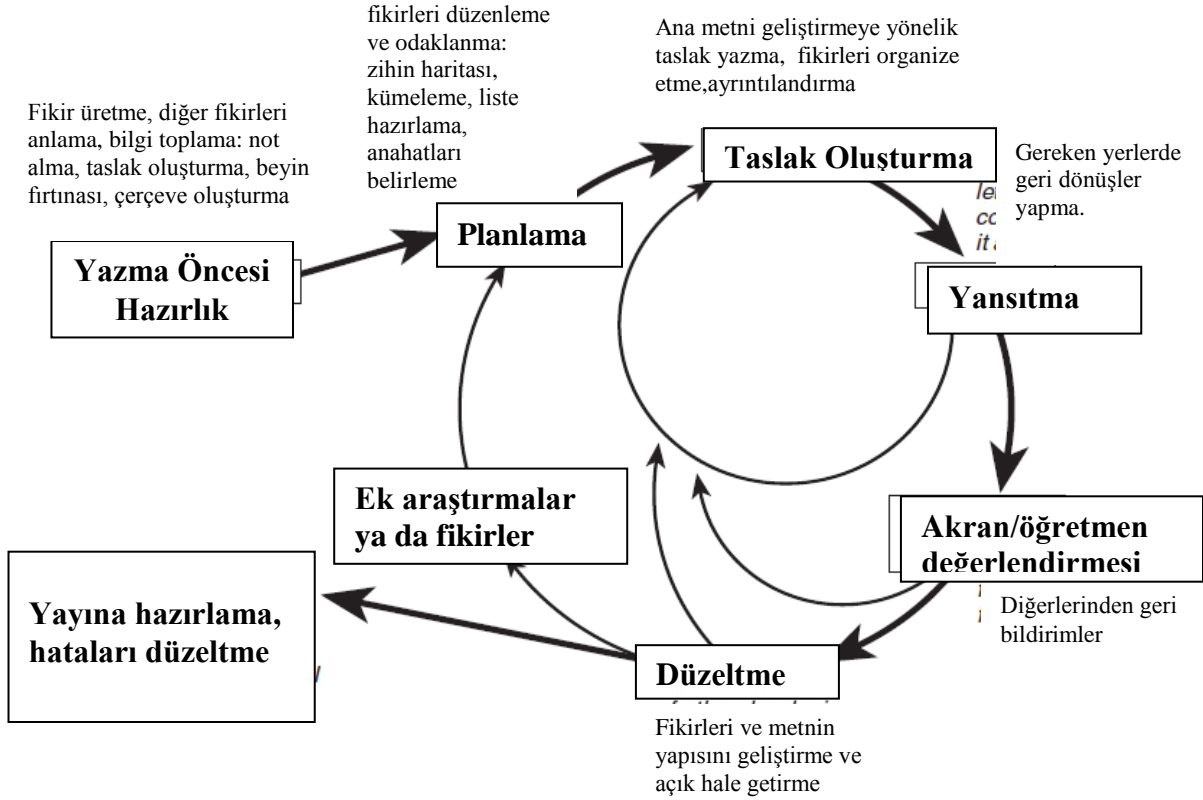 fikirleri düzenleme
ve odaklanma:
zihin haritası,
kümeleme, liste
hazırlama,
anahatları
belirleme
Ana metni geliştirmeye yönelik
taslak yazma, fikirleri organize
etme,ayrıntılandırma
Fikir üretme, diğer fikirleri
anlama, bilgi toplama: not
alma, taslak oluşturma, beyin
fırtınası, çerçeve oluşturma
Taslak Oluşturma
Gereken yerlerde
geri dönüşler
yapma.
Planlama
Yazma Öncesi
Hazırlık
Yansıtma
Ek araştırmalar
ya da fikirler
Akran/öğretmen
değerlendirmesi
Diğerlerinden geri
bildirimler
Yayına hazırlama,
hataları düzeltme
Düzeltme
Fikirleri ve metnin
yapısını geliştirme ve
açık hale getirme